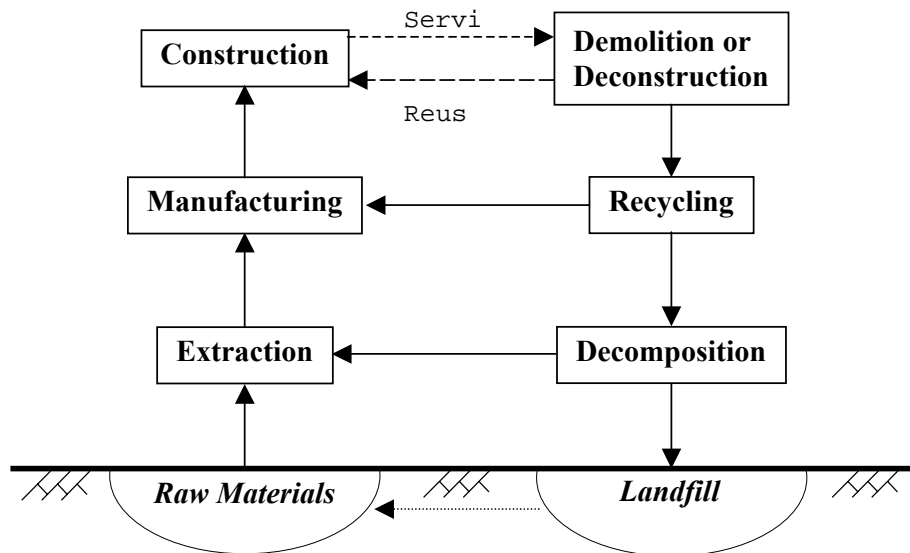 Servi
Construction
Demolition or
Deconstruction
Reus
Manufacturing
Recycling
Extraction
Decomposition
Raw Materials
Landfill